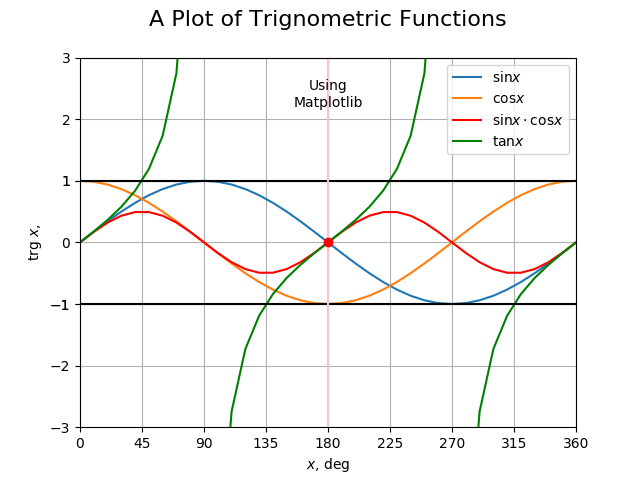 A Plot of Trignometric Functions
Using
Matplotlib
sinx
cosx
sinx · cosx
tanx
trg x,
3
2
1
0
−1
−2
−3
0 45 90 135 180 225 270 315 360
x, deg